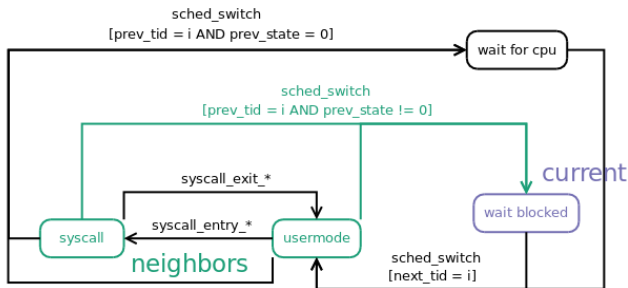 sched_switch
[prev_tid = i AND prev_state = 0]
wait for cpu
sched_switch
[prev_tid = i AND prev_state != 0]
current
syscall_exit_*
wait blocked
syscall
syscall_entry_*
usermode
neighbors
sched_switch
[next_tid = i]